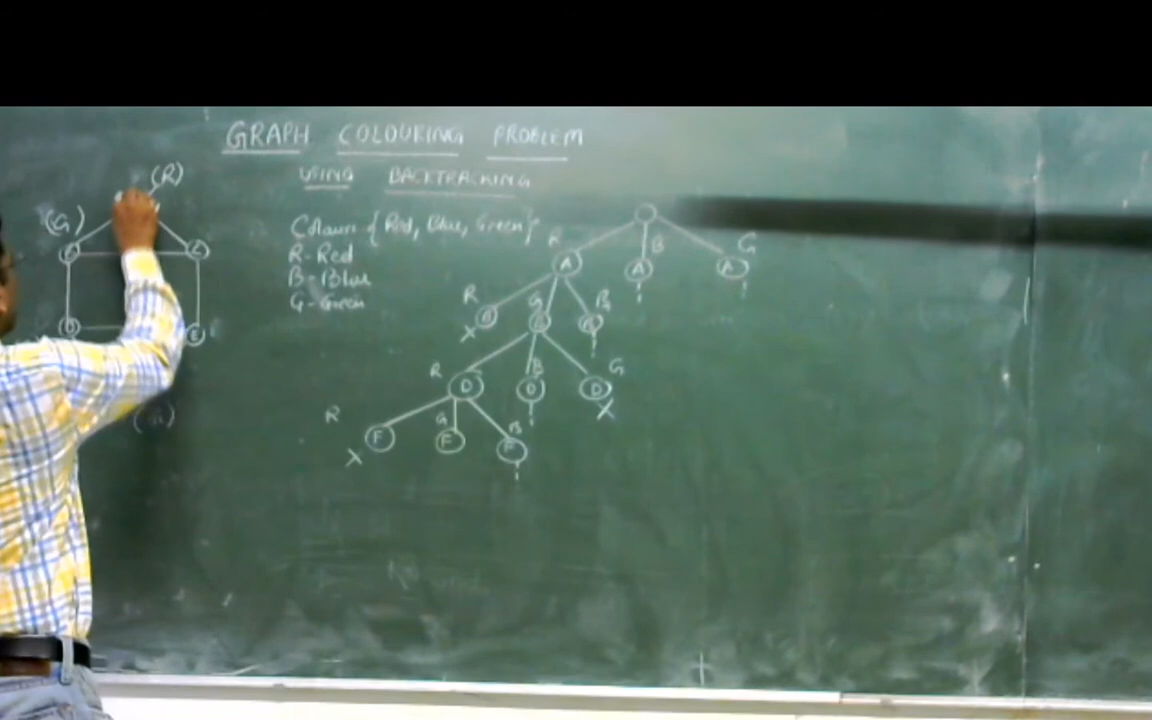 GRAPH COLOURING PROBLEM
USING BACKTRACKING
(R)
(G)
Colours {Red, Blue, Green}
R - Red
B - Blue
G - Green
R B G
A A A
R G B
B B B
R B G
D D D
R G B
F F F
X
X
X
B C
D E
(R)